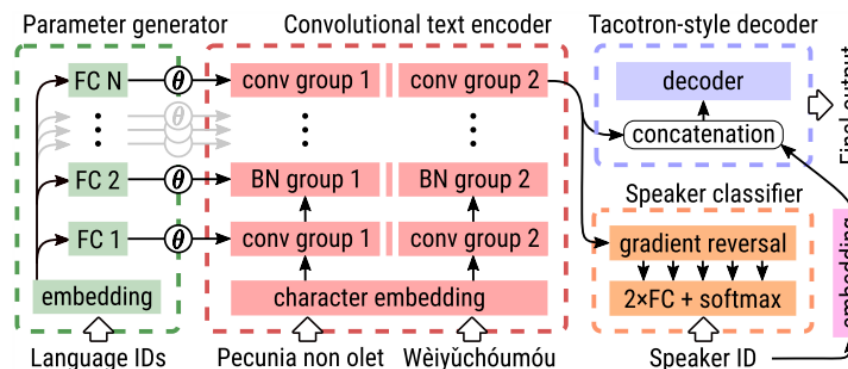 Parameter generator
Convolutional text encoder
Tacotron-style decoder
FC N
θ
conv group 1
conv group 2
decoder
Final output
θ
concatenation
FC 2
θ
BN group 1
BN group 2
Speaker classifier
FC 1
θ
conv group 1
conv group 2
gradient reversal
embedding
embedding
character embedding
2×FC + softmax
Language IDs
Pecunia non olet
Wèiyǔchóumóu
Speaker ID